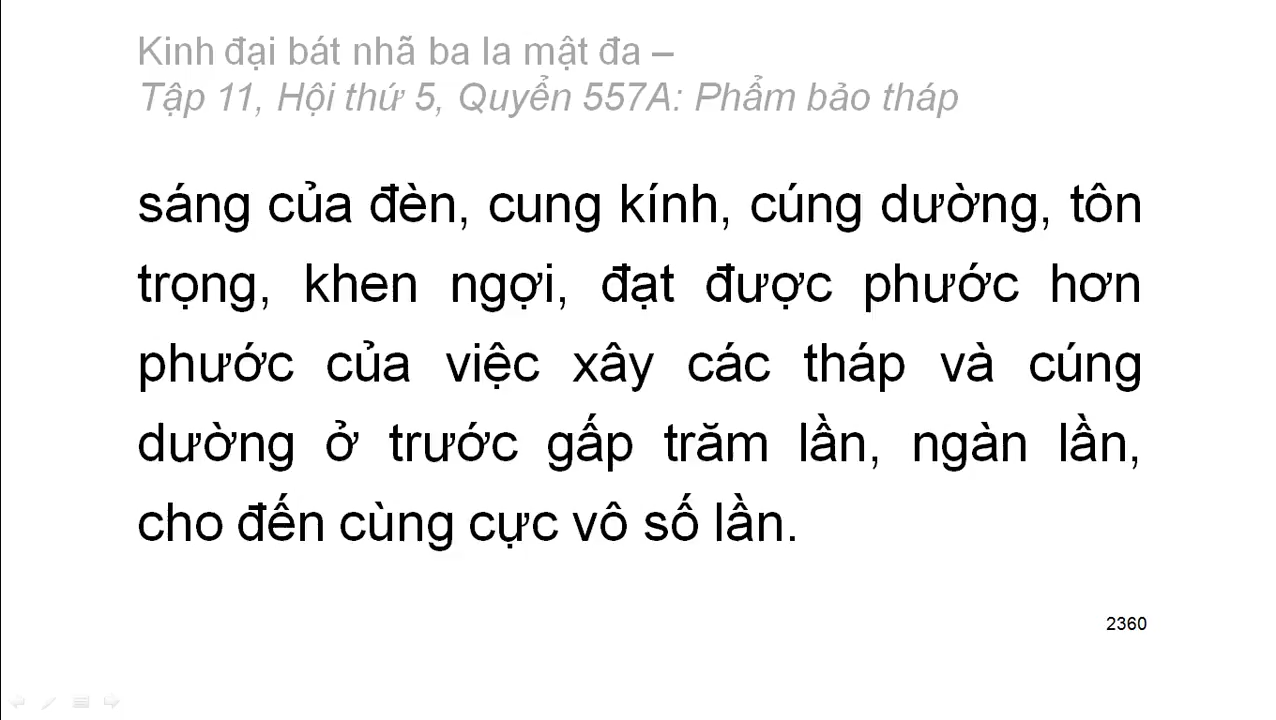 Kinh đại bát nhã ba la mật đa –
Tập 11, Hội thứ 5, Quyển 557A: Phẩm bảo tháp
sáng của đèn, cung kính, cúng dường, tôn
trọng, khen ngợi, đạt được phước hơn
phước của việc xây các tháp và cúng
dường ở trước gấp trăm lần, ngàn lần,
cho đến cùng cực vô số lần.
2360